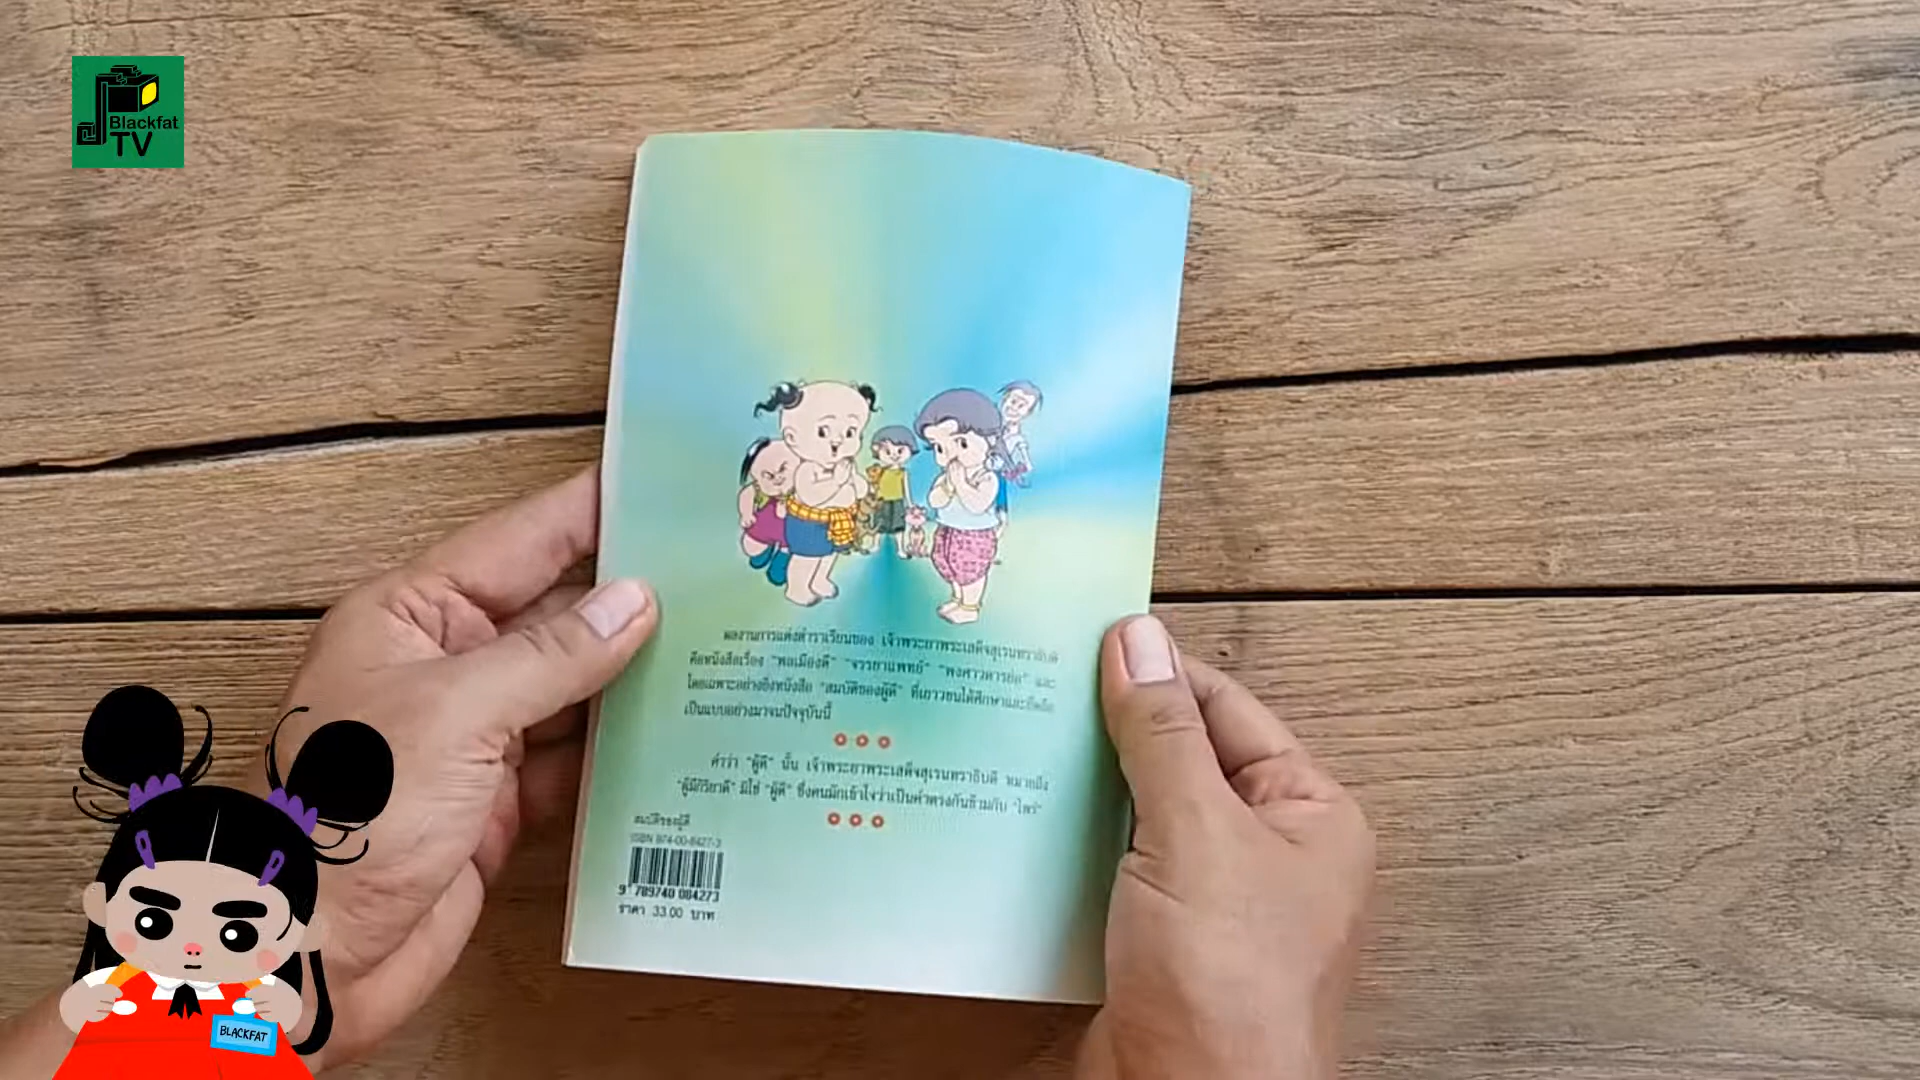 Blackfat
TV
ผลงานการแต่งตำราเรียนของ เจ้าพระยาพระเสด็จสุเรนทราธิบดี
คือหนังสือเรื่อง "พลเมืองดี" "จรรยาแพทย์" "พงศาวดารย่อ" และ
โดยเฉพาะอย่างยิ่งหนังสือ "สมบัติของผู้ดี" ที่เยาวชนได้ศึกษาและยึดถือ
เป็นแบบอย่างมาจนปัจจุบันนี้
คำว่า "ผู้ดี" นั้น เจ้าพระยาพระเสด็จสุเรนทราธิบดี หมายถึง
"ผู้มีกิริยาดี" มิใช่ "ผู้ดี" ซึ่งคนมักเข้าใจว่าเป็นคำตรงกันข้ามกับ "ไพร่"
สมบัติของผู้ดี
ISBN 974-00-8427-3
9 789740 084273
ราคา 33.00 บาท
BLACKFAT